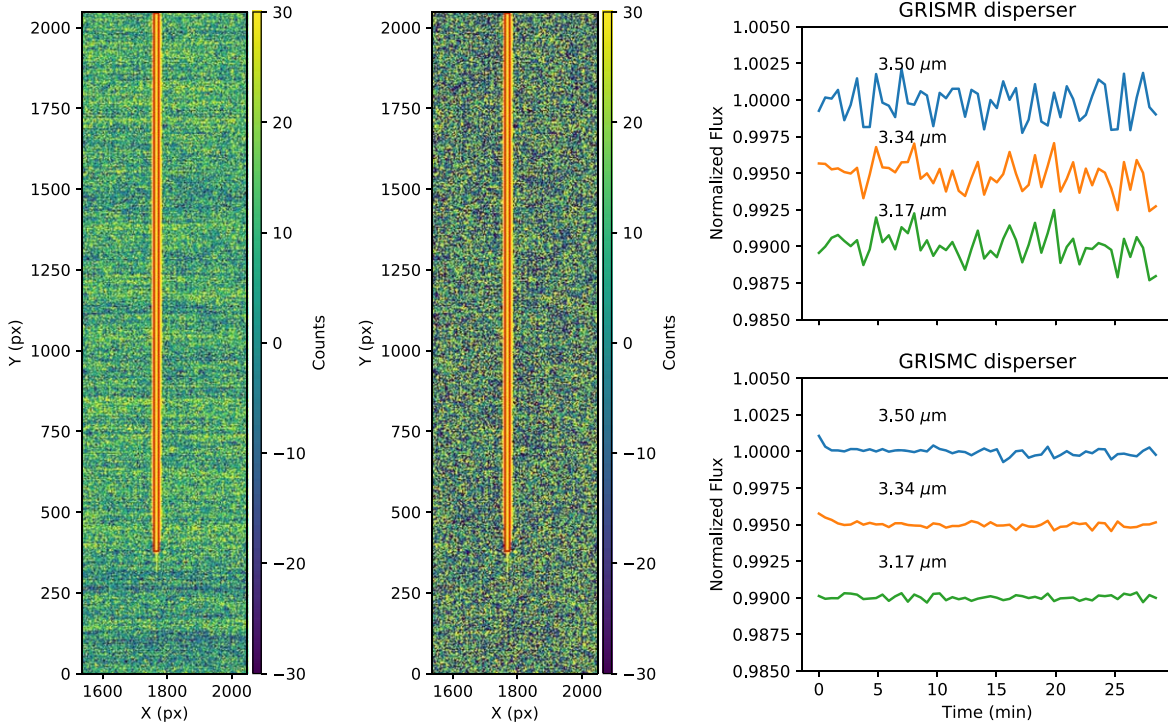 2000
1750
1500
1250
1000
750
500
250
0
Y (px)
1600 1800 2000
X (px)
30
20
10
0
−10
−20
−30
Counts
2000
1750
1500
1250
1000
750
500
250
0
Y (px)
1600 1800 2000
X (px)
30
20
10
0
−10
−20
−30
Counts
GRISMR disperser
1.0050
1.0025
1.0000
0.9975
0.9950
0.9925
0.9900
0.9875
0.9850
Normalized Flux
3.50 μm
3.34 μm
3.17 μm
GRISMC disperser
1.0050
1.0025
1.0000
0.9975
0.9950
0.9925
0.9900
0.9875
0.9850
Normalized Flux
3.50 μm
3.34 μm
3.17 μm
0 5 10 15 20 25
Time (min)